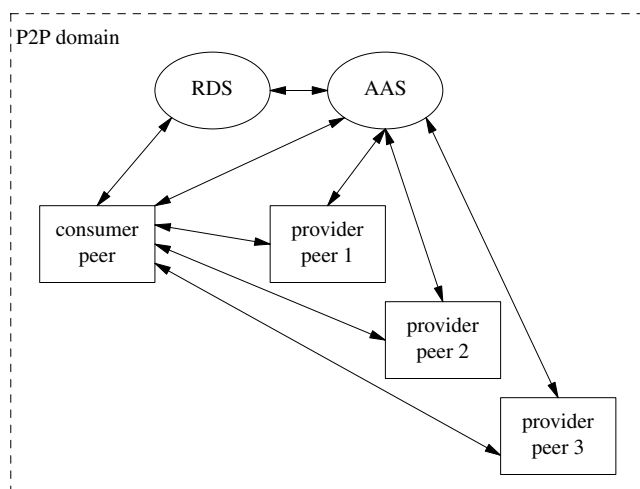 P2P domain
RDS
AAS
consumer
peer
provider
peer 1
provider
peer 2
provider
peer 3